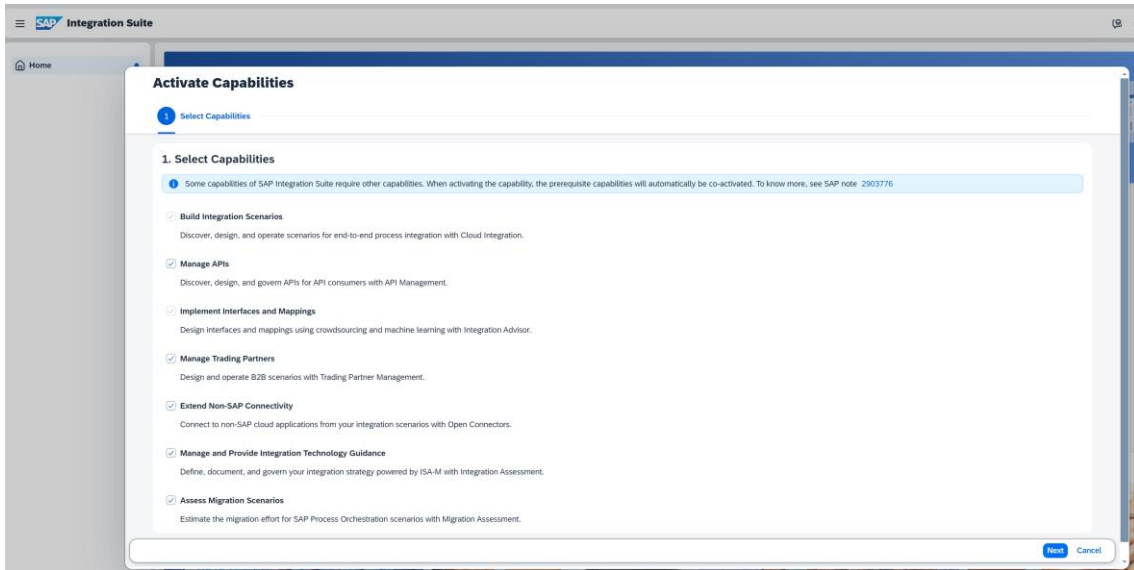 SAP Integration Suite
Home
Activate Capabilities
1 Select Capabilities
1. Select Capabilities
Some capabilities of SAP Integration Suite require other capabilities. When activating the capability, the prerequisite capabilities will automatically be co-activated. To know more, see SAP note 2903776
Build Integration Scenarios
Discover, design, and operate scenarios for end-to-end process integration with Cloud Integration.
Manage APIs
Discover, design, and govern APIs for API consumers with API Management.
Implement Interfaces and Mappings
Design interfaces and mappings using crowdsourcing and machine learning with Integration Advisor.
Manage Trading Partners
Design and operate B2B scenarios with Trading Partner Management.
Extend Non-SAP Connectivity
Connect to non-SAP cloud applications from your integration scenarios with Open Connectors.
Manage and Provide Integration Technology Guidance
Define, document, and govern your integration strategy powered by ISA-M with Integration Assessment.
Assess Migration Scenarios
Estimate the migration effort for SAP Process Orchestration scenarios with Migration Assessment.
Next Cancel